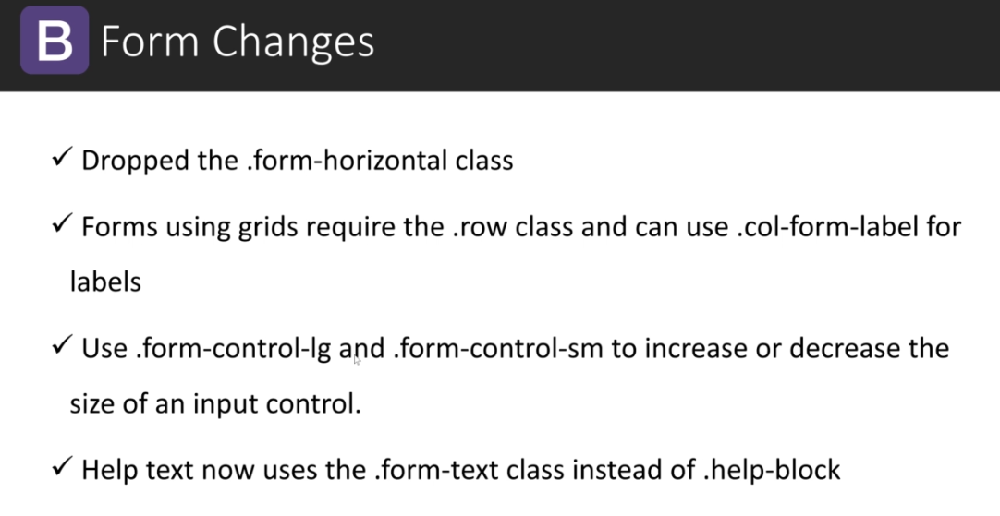 B Form Changes
✓ Dropped the .form-horizontal class
✓ Forms using grids require the .row class and can use .col-form-label for
labels
✓ Use .form-control-lg and .form-control-sm to increase or decrease the
size of an input control.
✓ Help text now uses the .form-text class instead of .help-block